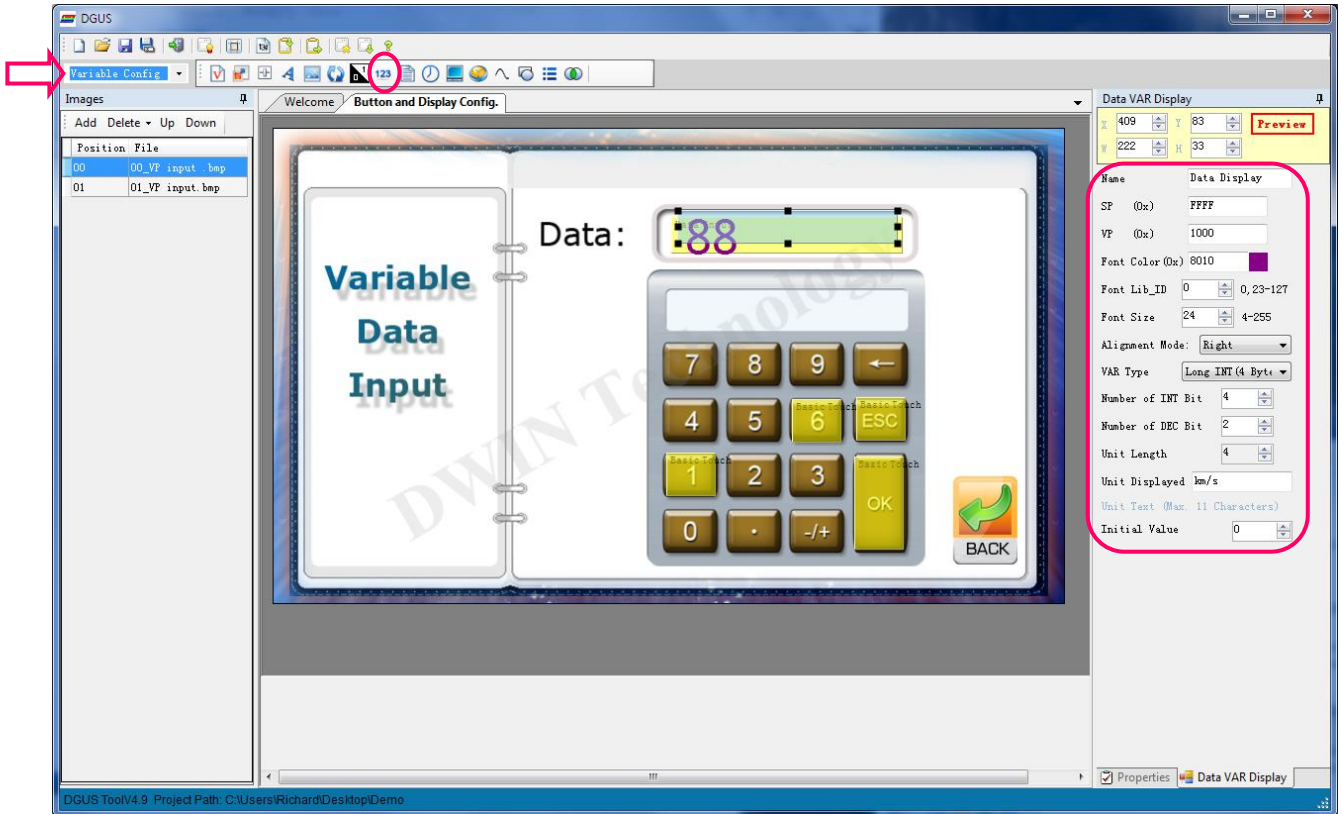 DGUS
Variable Config
123
Images
Add Delete Up Down
Position File
00 00_VP input .bmp
01 01_VP input.bmp
Welcome Button and Display Config.
Variable
Data
Input
Data:
88
7 8 9 ←
4 5 6 ESC
Basic Touch Basic Touch
1 2 3
Basic Touch Basic Touch
OK
0 . -/+
BACK
DWIN Technology
Data VAR Display
X 409 Y 83 Preview
W 222 H 33
Name Data Display
SP (0x) FFFF
VP (0x) 1000
Font Color(0x) 8010
Font Lib_ID 0 0,23-127
Font Size 24 4-255
Alignment Mode: Right
VAR Type Long INT(4 Byte
Number of INT Bit 4
Number of DEC Bit 2
Unit Length 4
Unit Displayed km/s
Unit Text (Max. 11 Characters)
Initial Value 0
Properties Data VAR Display
DGUS ToolV4.9 Project Path: C:\Users\Richard\Desktop\Demo